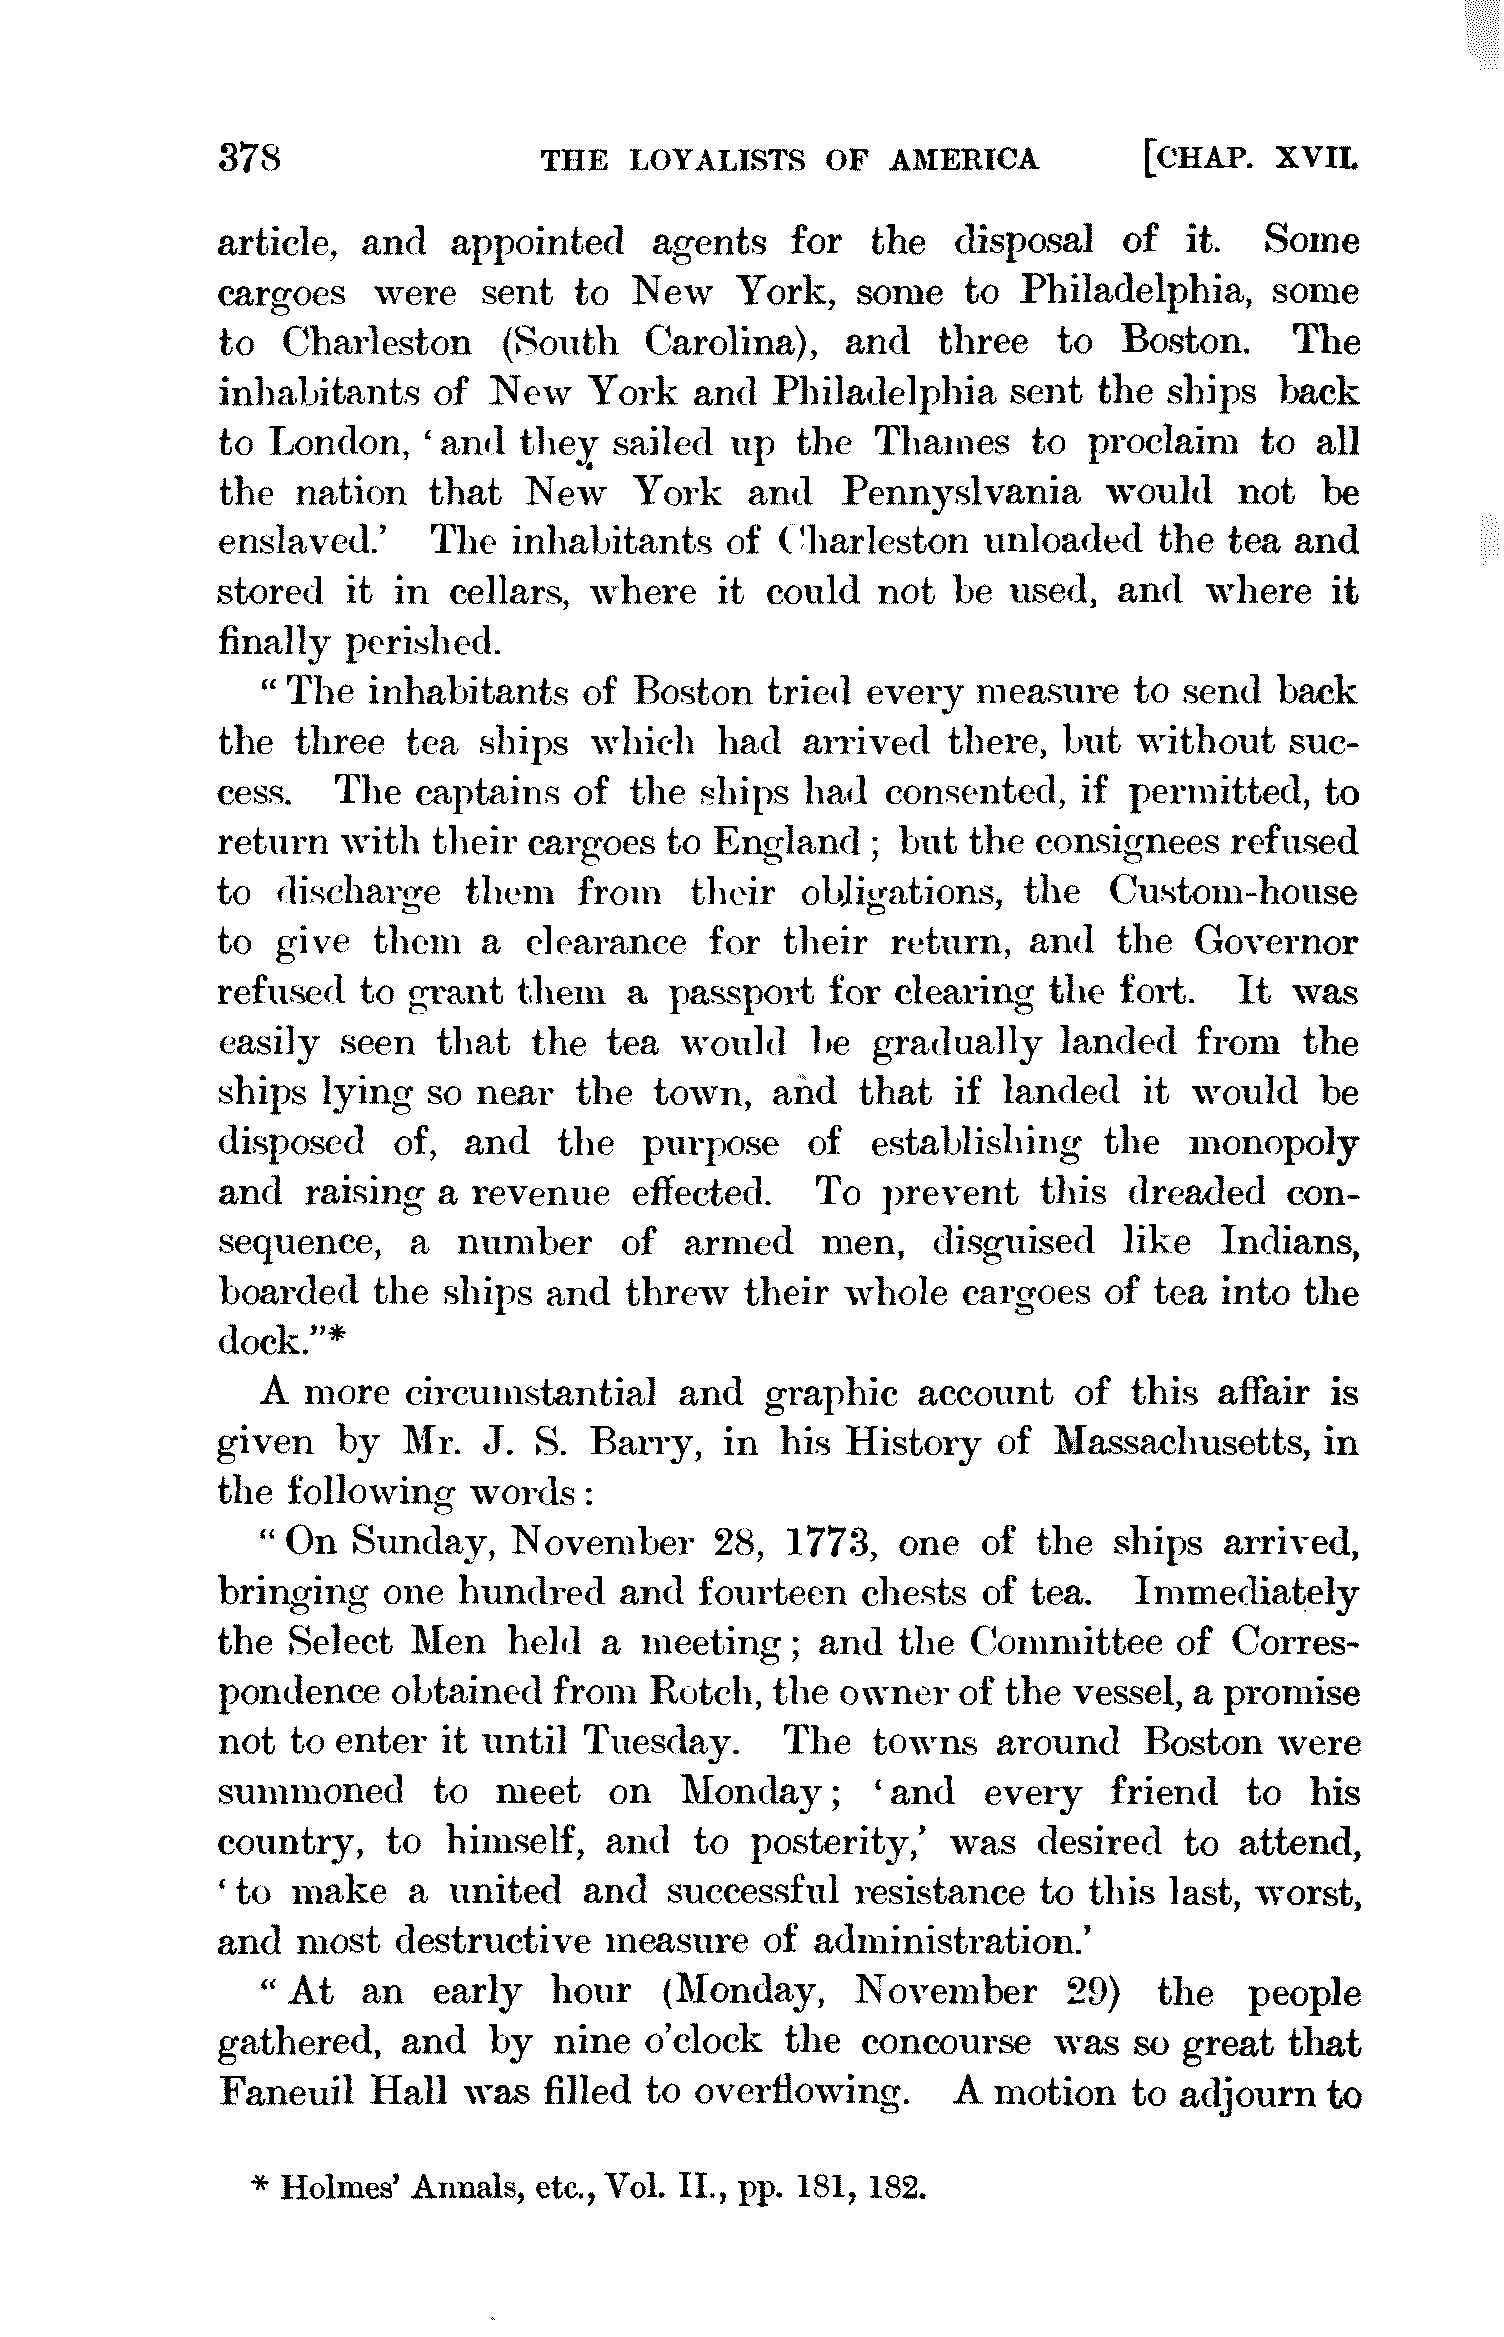 378 THE LOYALISTS OF AMERICA [CHAP. XVII.
article, and appointed agents for the disposal of it. Some
cargoes were sent to New York, some to Philadelphia, some
to Charleston (South Carolina), and three to Boston. The
inhabitants of New York and Philadelphia sent the ships back
to London, ‘and they sailed up the Thames to proclaim to all
the nation that New York and Pennyslvania would not be
enslaved.’ The inhabitants of Charleston unloaded the tea and
stored it in cellars, where it could not be used, and where it
finally perished.
“The inhabitants of Boston tried every measure to send back
the three tea ships which had arrived there, but without suc-
cess. The captains of the ships had consented, if permitted, to
return with their cargoes to England; but the consignees refused
to discharge them from their obligations, the Custom-house
to give them a clearance for their return, and the Governor
refused to grant them a passport for clearing the fort. It was
easily seen that the tea would be gradually landed from the
ships lying so near the town, and that if landed it would be
disposed of, and the purpose of establishing the monopoly
and raising a revenue effected. To prevent this dreaded con-
sequence, a number of armed men, disguised like Indians,
boarded the ships and threw their whole cargoes of tea into the
dock.”*
A more circumstantial and graphic account of this affair is
given by Mr. J. S. Barry, in his History of Massachusetts, in
the following words:
“On Sunday, November 28, 1773, one of the ships arrived,
bringing one hundred and fourteen chests of tea. Immediately
the Select Men held a meeting; and the Committee of Corres-
pondence obtained from Rotch, the owner of the vessel, a promise
not to enter it until Tuesday. The towns around Boston were
summoned to meet on Monday; ‘and every friend to his
country, to himself, and to posterity,’ was desired to attend,
‘to make a united and successful resistance to this last, worst,
and most destructive measure of administration.’
“At an early hour (Monday, November 29) the people
gathered, and by nine o’clock the concourse was so great that
Faneuil Hall was filled to overflowing. A motion to adjourn to
* Holmes’ Annals, etc., Vol. II., pp. 181, 182.